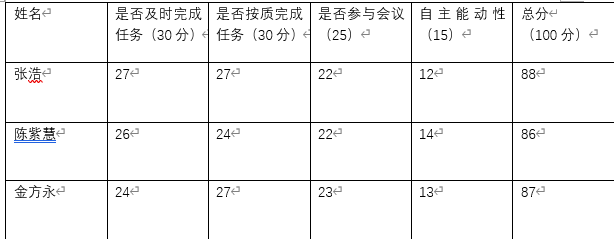 姓名 是否及时完成 是否按质完成 是否参与会议 自主能动性 总分
任务（30 分） 任务（30 分） （25） （15） （100 分）
张浩 27 27 22 12 88
陈紫慧 26 24 22 14 86
金方永 24 27 23 13 87